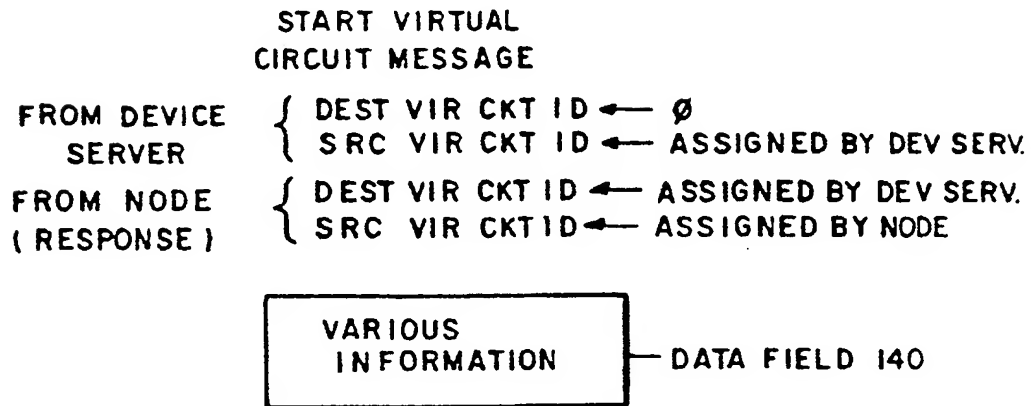 START VIRTUAL
CIRCUIT MESSAGE
FROM DEVICE SERVER { DEST VIR CKT ID ← Ø
SRC VIR CKT ID ← ASSIGNED BY DEV SERV.
FROM NODE (RESPONSE) { DEST VIR CKT ID ← ASSIGNED BY DEV SERV.
SRC VIR CKT ID ← ASSIGNED BY NODE
VARIOUS
INFORMATION
DATA FIELD 140